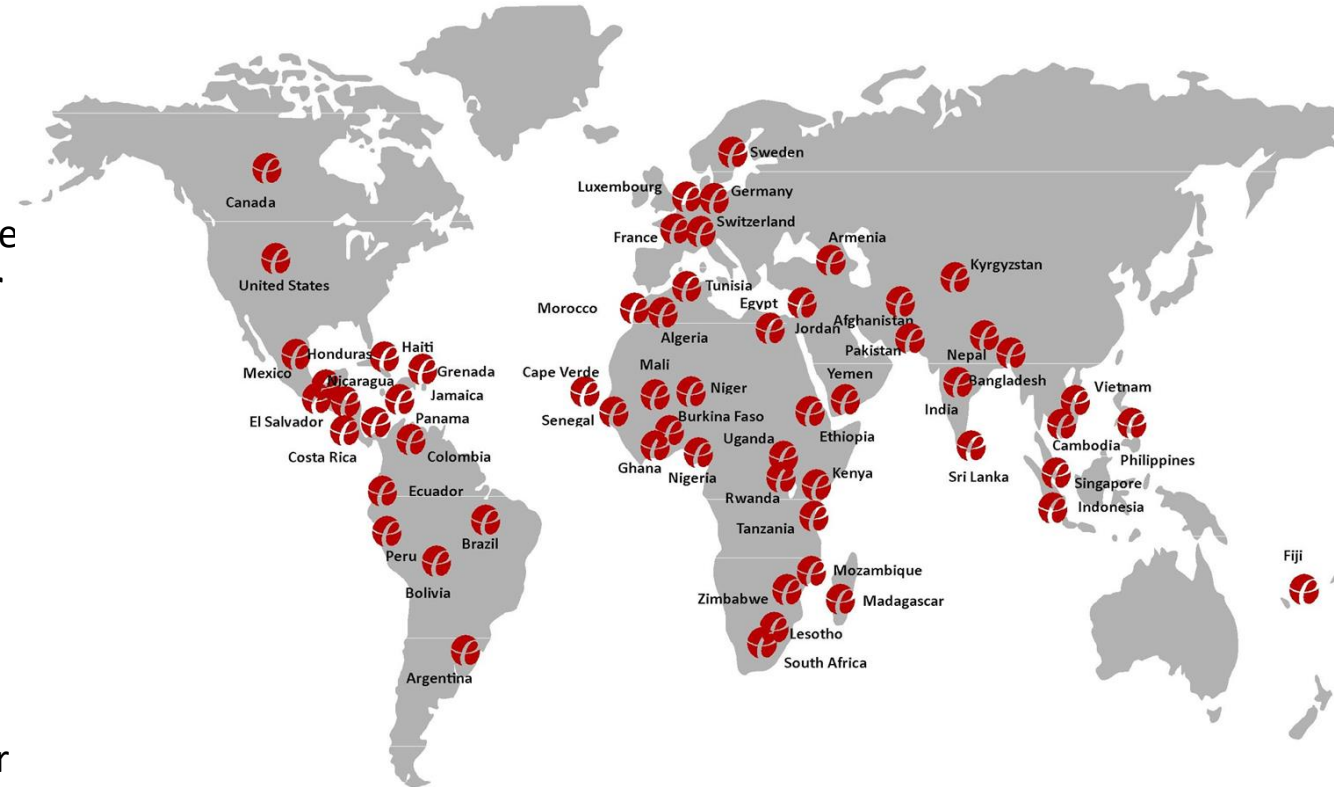 Sweden
Luxembourg
Germany
Canada
e
Switzerland
France
Armenia
r
Kyrgyzstan
United States
Tunisia
Egypt
Morocco
Jordan
Afghanistan
Algeria
Pakistan
Nepal
Haiti
Honduras
Mexico
Grenada
Nicaragua
Mali
Cape Verde
Niger
Yemen
Bangladesh
Vietnam
Jamaica
India
El Salvador
Panama
Senegal
Burkina Faso
Ethiopia
Uganda
Cambodia
Costa Rica
Colombia
Ghana
Nigeria
Philippines
Kenya
Sri Lanka
Singapore
Ecuador
Rwanda
Indonesia
Tanzania
Brazil
Peru
Fiji
Bolivia
Mozambique
Zimbabwe
Madagascar
Lesotho
South Africa
Argentina
r